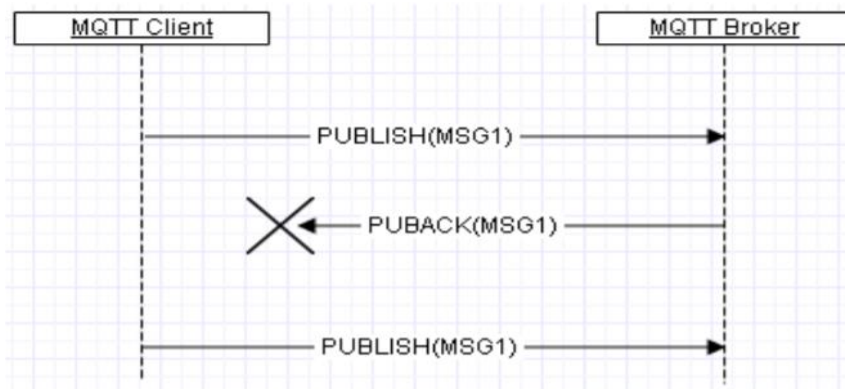 MQTT Client
MQTT Broker
PUBLISH(MSG1)
PUBACK(MSG1)
PUBLISH(MSG1)